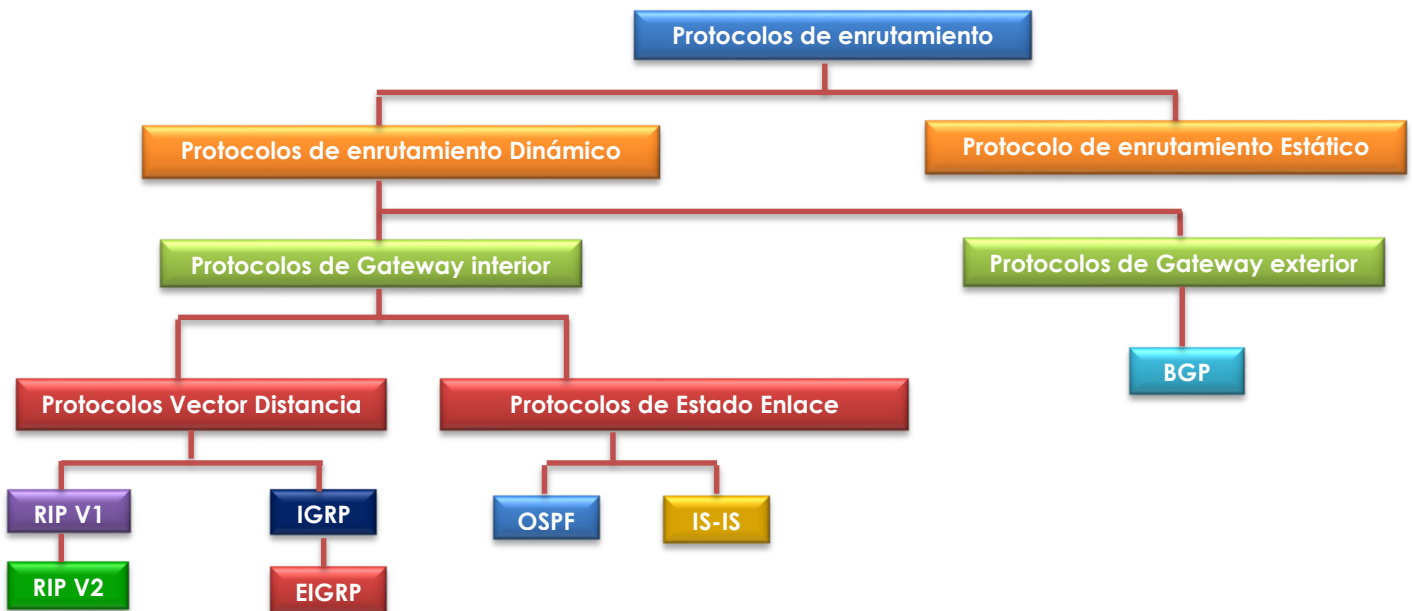 Protocolos de enrutamiento
Protocolos de enrutamiento Dinámico
Protocolo de enrutamiento Estático
Protocolos de Gateway interior
Protocolos de Gateway exterior
BGP
Protocolos Vector Distancia
Protocolos de Estado Enlace
RIP V1
IGRP
OSPF
IS-IS
RIP V2
EIGRP